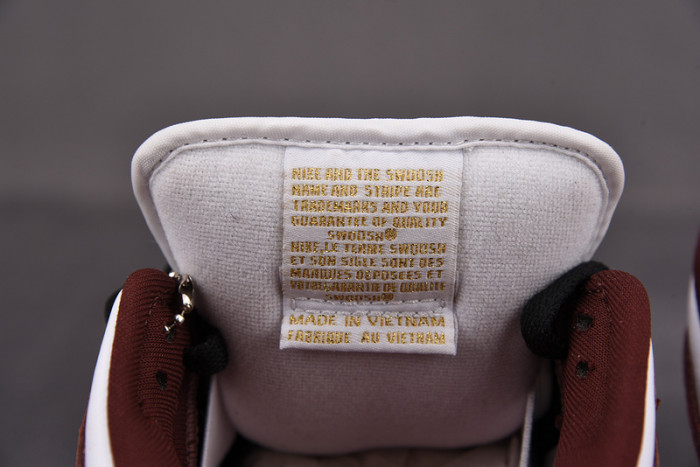 NIKE AND THE SWOOSH
NAME AND STRIPE ARE
TRADEMARKS AND YOUR
GUARANTEE OF QUALITY
SWOOSH
NIKE, LE TERME SWOOSH
ET SON SIGLE SONT DES
MARQUES DEPOSEES ET
VOTRE GARANTIE DE QUALITE
SWOOSH
MADE IN VIETNAM
FABRIQUE AU VIETNAM